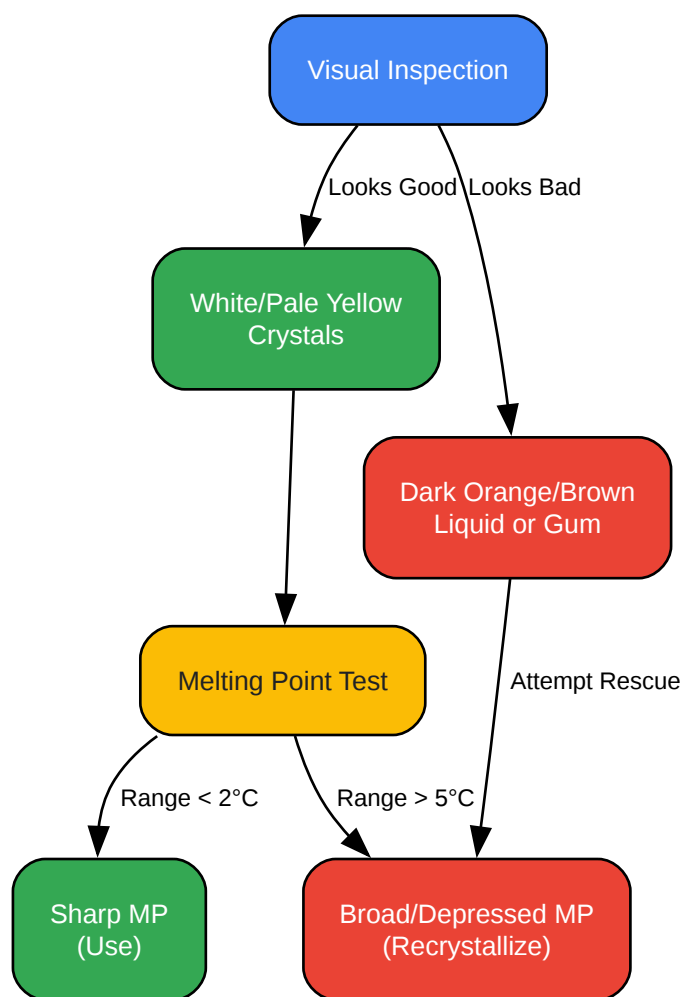 Visual Inspection
Looks Good
Looks Bad
White/Pale Yellow
Crystals
Dark Orange/Brown
Liquid or Gum
Melting Point Test
Attempt Rescue
Range < 2°C
Range > 5°C
Sharp MP
(Use)
Broad/Depressed MP
(Recrystallize)